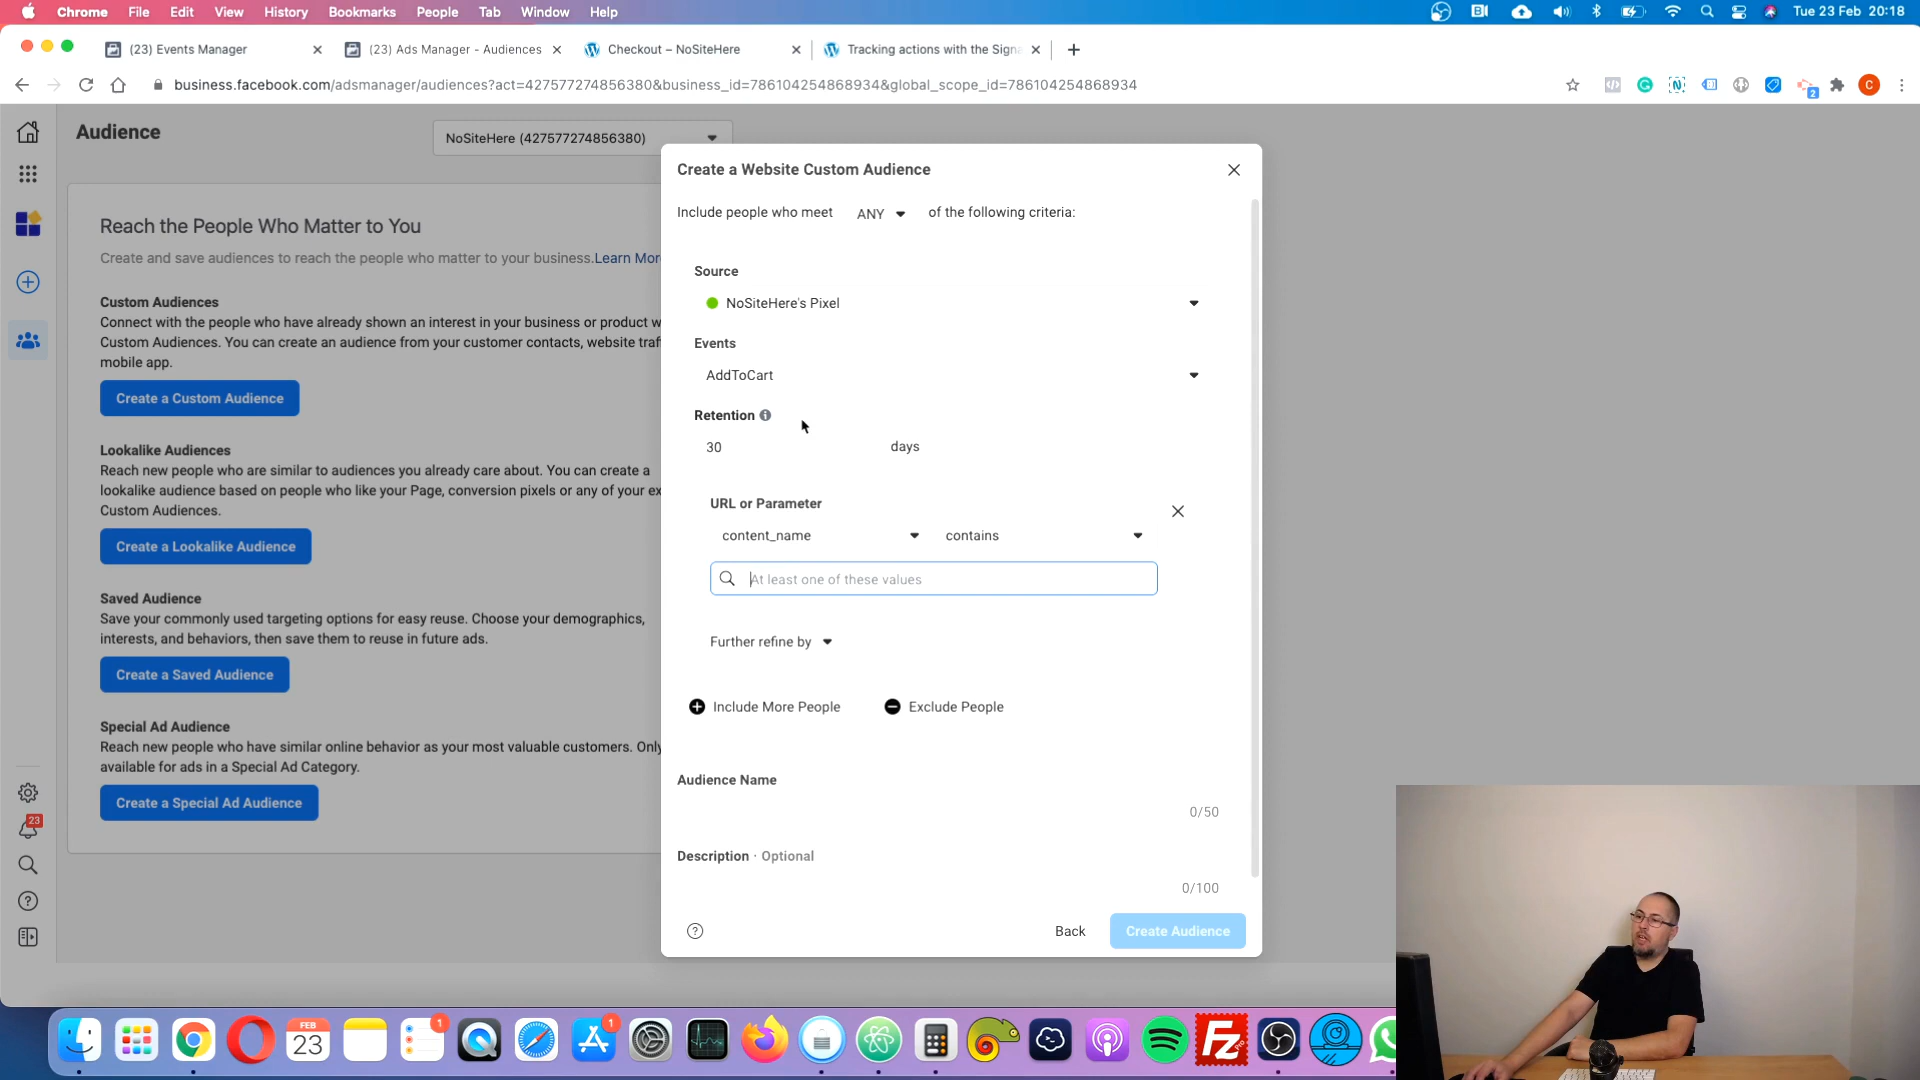 Chrome File Edit View History Bookmarks People Tab Window Help
Tue 23 Feb 20:18
(23) Events Manager
(23) Ads Manager - Audiences
Checkout – NoSiteHere
Tracking actions with the Signa
business.facebook.com/adsmanager/audiences?act=427577274856380&business_id=786104254868934&global_scope_id=786104254868934
C
2
Audience
NoSiteHere (427577274856380)
Reach the People Who Matter to You
Create and save audiences to reach the people who matter to your business.Learn Mor
Custom Audiences
Connect with the people who have already shown an interest in your business or product w
Custom Audiences. You can create an audience from your customer contacts, website traf
mobile app.
Create a Custom Audience
Lookalike Audiences
Reach new people who are similar to audiences you already care about. You can create a
lookalike audience based on people who like your Page, conversion pixels or any of your ex
Custom Audiences.
Create a Lookalike Audience
Saved Audience
Save your commonly used targeting options for easy reuse. Choose your demographics,
interests, and behaviors, then save them to reuse in future ads.
Create a Saved Audience
Special Ad Audience
Reach new people who have similar online behavior as your most valuable customers. Only
available for ads in a Special Ad Category.
Create a Special Ad Audience
23
Create a Website Custom Audience
Include people who meet ANY of the following criteria:
Source
NoSiteHere's Pixel
Events
AddToCart
Retention
30 days
URL or Parameter
content_name contains
At least one of these values
Further refine by
Include More People Exclude People
Audience Name
0/50
Description · Optional
0/100
Back Create Audience
FEB
23
1
1
Fz
Pro